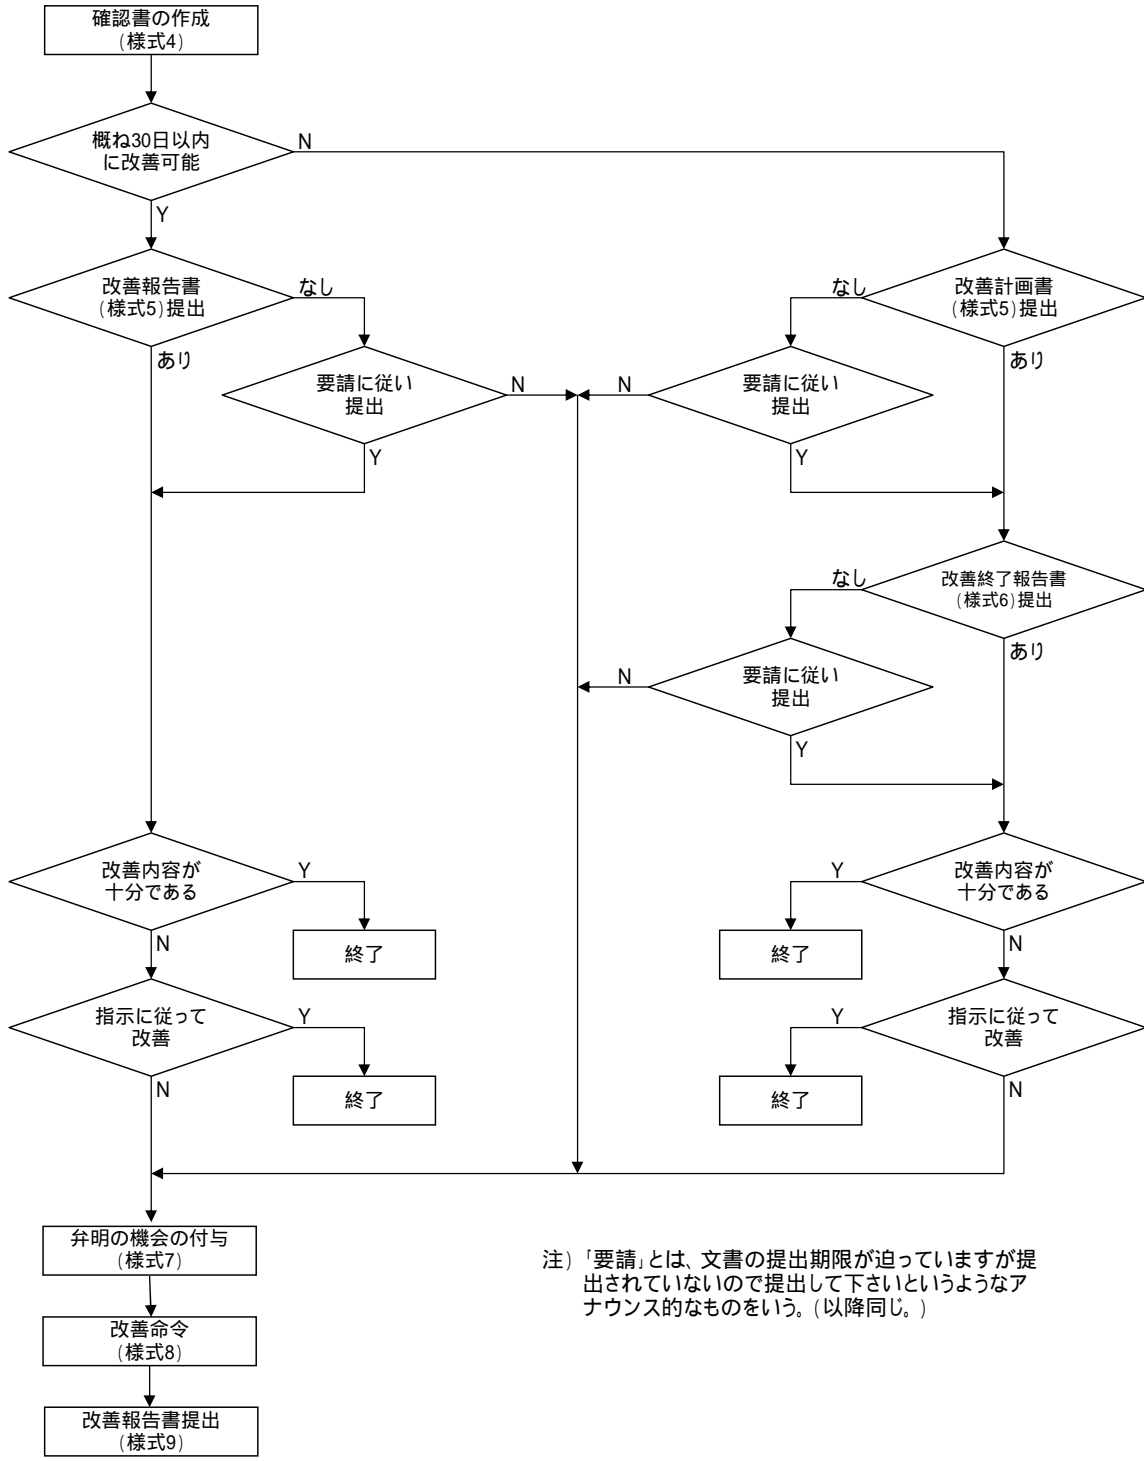 確認書の作成
(様式4)
概ね30日以内
に改善可能
N
Y
改善報告書
(様式5)提出
なし
あり
改善計画書
(様式5)提出
なし
あり
要請に従い
提出
N
Y
要請に従い
提出
N
Y
改善終了報告書
(様式6)提出
なし
あり
要請に従い
提出
N
Y
改善内容が
十分である
Y
N
終了
改善内容が
十分である
Y
N
終了
指示に従って
改善
Y
N
終了
指示に従って
改善
Y
N
終了
弁明の機会の付与
(様式7)
改善命令
(様式8)
改善報告書提出
(様式9)
注)「要請」とは、文書の提出期限が迫っていますが提
出されていないので提出して下さいというようなア
ナウンス的なものをいう。(以降同じ。)